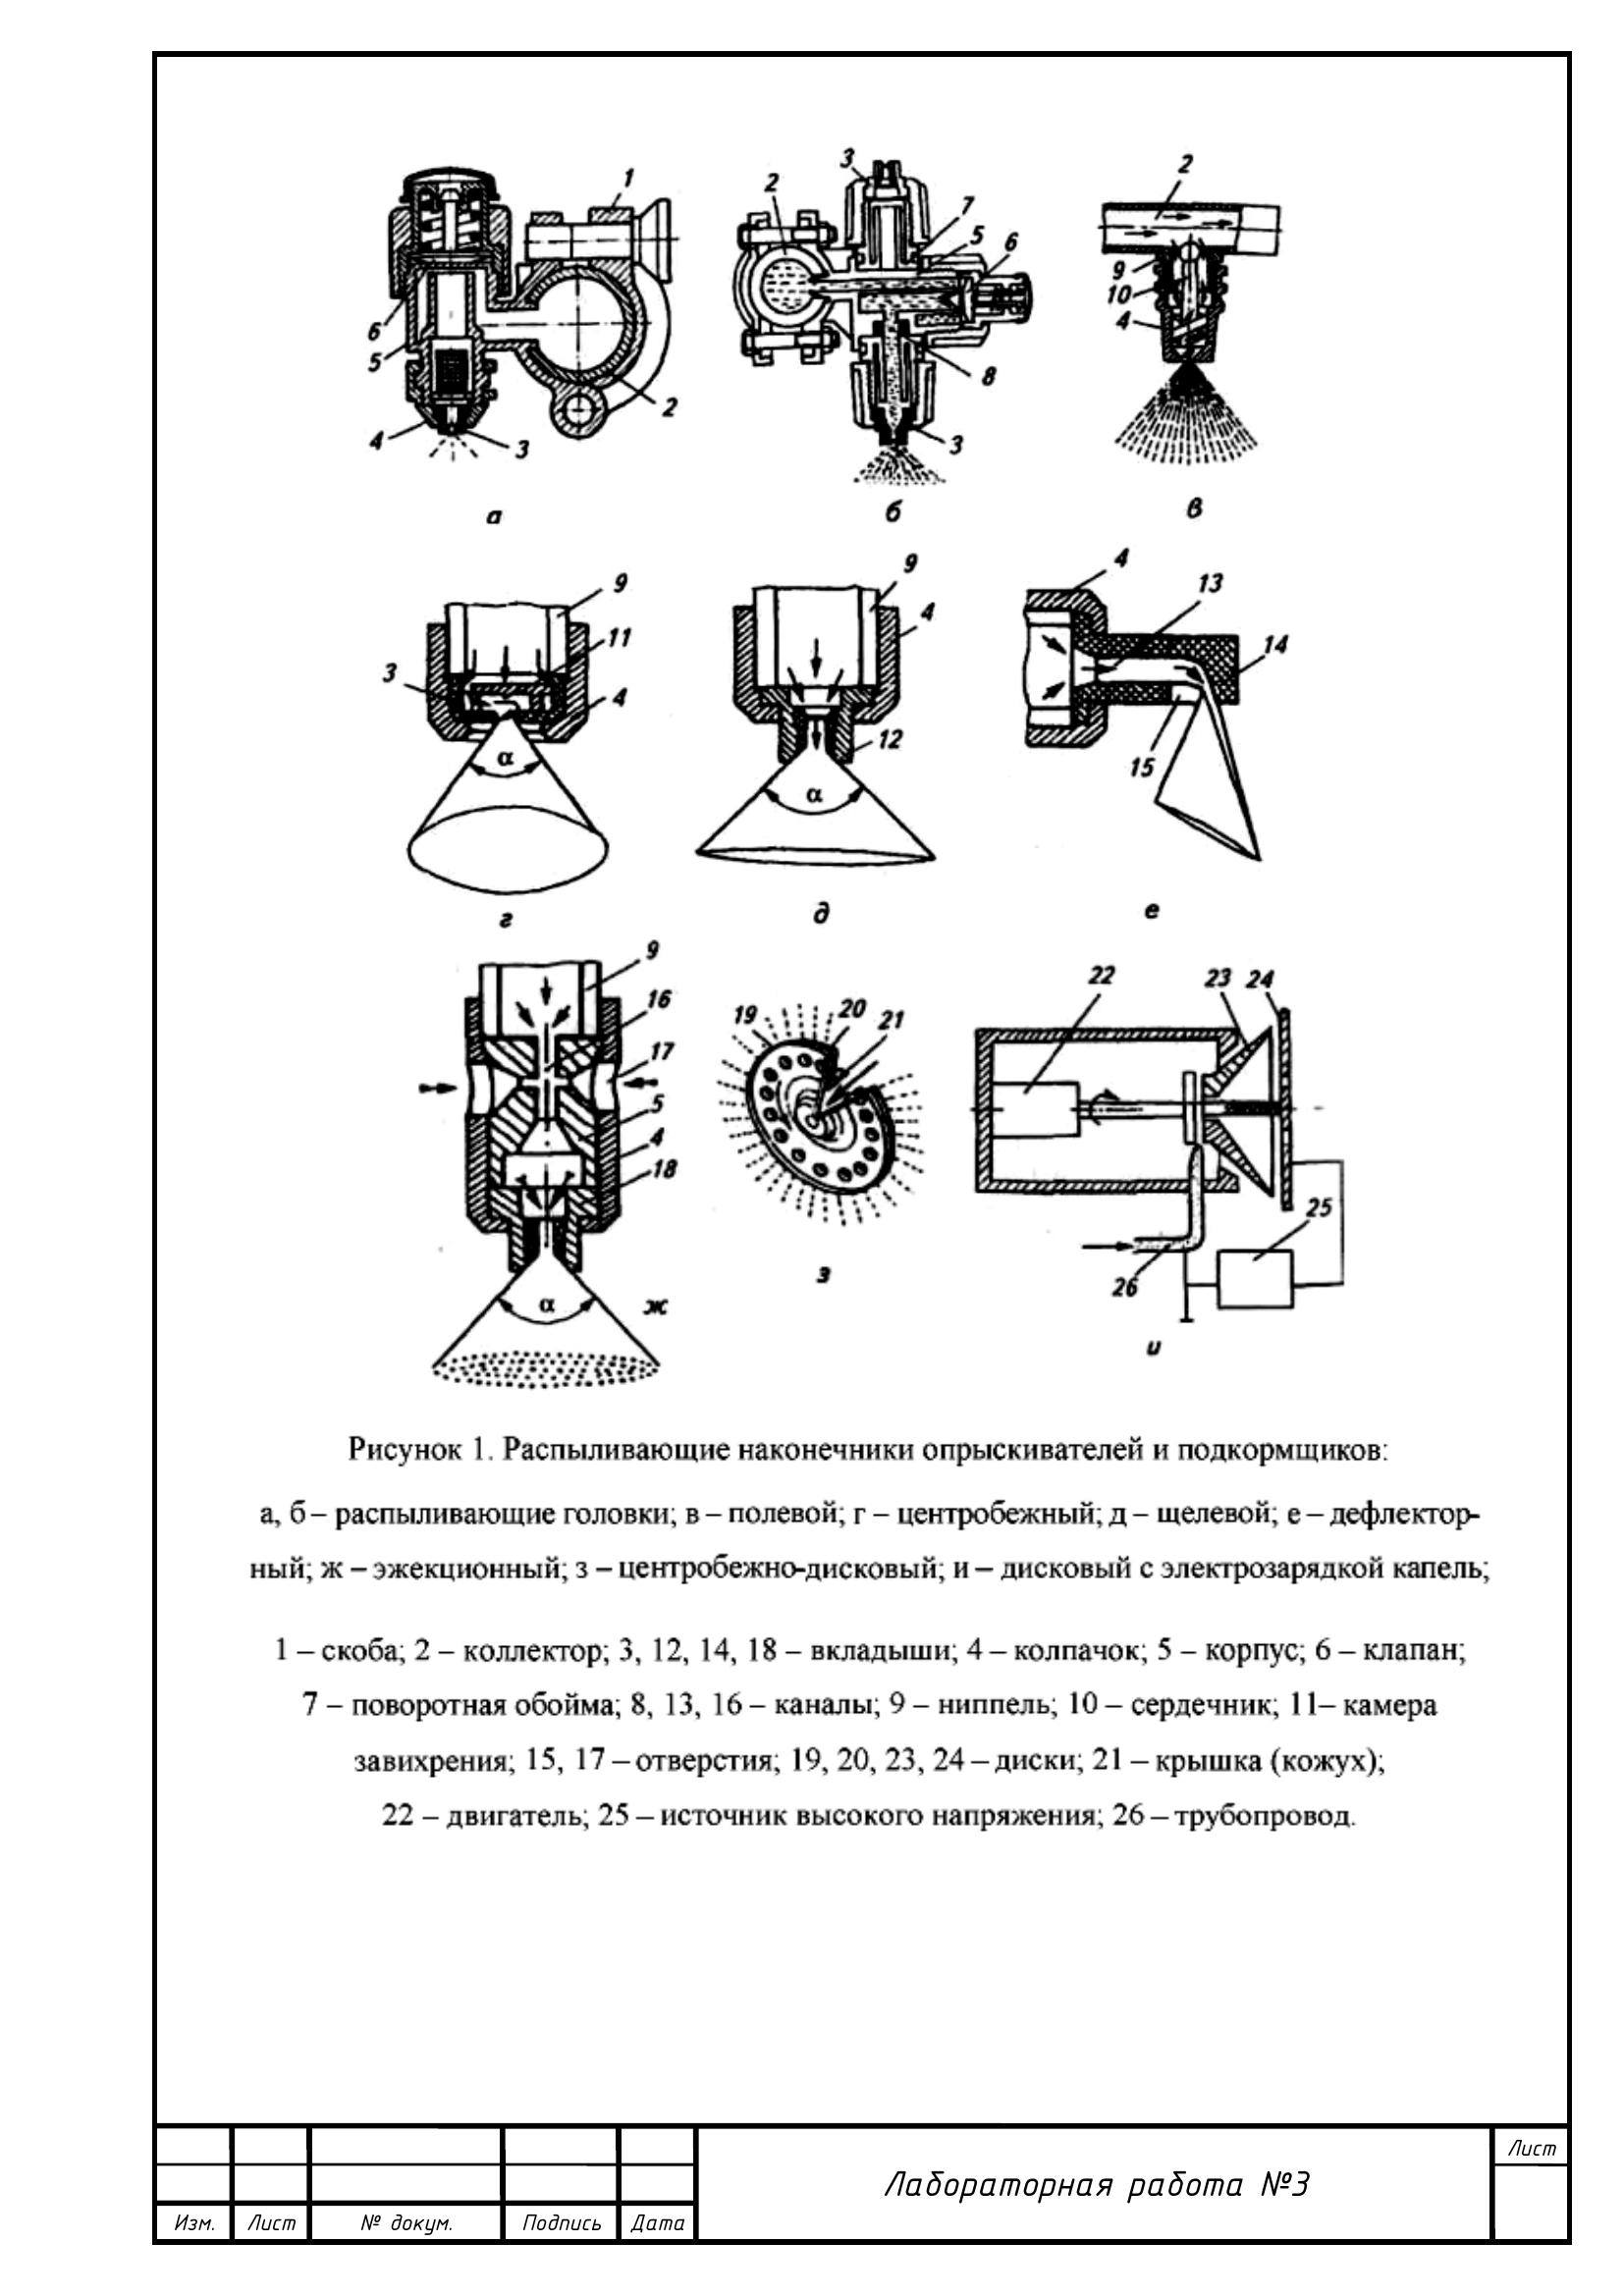 1
2
3
4
5
6
а
2
3
7
5
6
8
3
б
2
9
10
4
в
9
11
3
4
α
г
9
4
12
α
д
4
13
14
15
е
9
16
17
5
4
18
α
ж
19
20
21
з
22
23
24
25
26
и
Рисунок 1. Распыливающие наконечники опрыскивателей и подкормщиков:
а, б – распыливающие головки; в – полевой; г – центробежный; д – щелевой; е – дефлектор-
ный; ж – эжекционный; з – центробежно-дисковый; и – дисковый с электрозарядкой капель;
1 – скоба; 2 – коллектор; 3, 12, 14, 18 – вкладыши; 4 – колпачок; 5 – корпус; 6 – клапан;
7 – поворотная обойма; 8, 13, 16 – каналы; 9 – ниппель; 10 – сердечник; 11– камера
завихрения; 15, 17 – отверстия; 19, 20, 23, 24 – диски; 21 – крышка (кожух);
22 – двигатель; 25 – источник высокого напряжения; 26 – трубопровод.
Лист
Лабораторная работа №3
Изм. Лист № докум. Подпись Дата